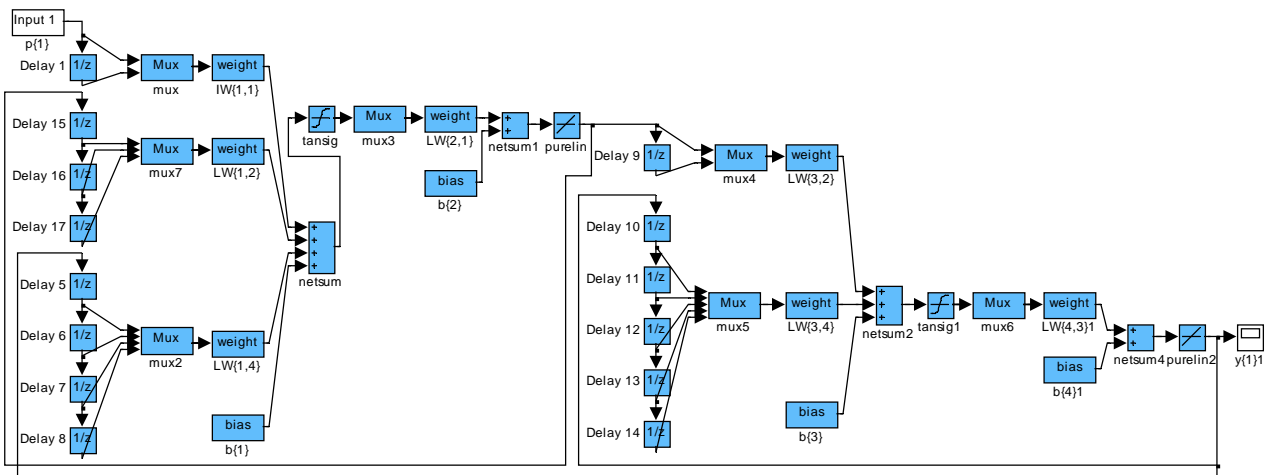 Input 1
p{1}
Delay 1
1/z
Mux
mux
weight
IW{1,1}
Delay 15
1/z
Delay 16
1/z
Delay 17
1/z
Mux
mux7
weight
LW{1,2}
Delay 5
1/z
Delay 6
1/z
Delay 7
1/z
Delay 8
1/z
Mux
mux2
weight
LW{1,4}
bias
b{1}
+
+
+
+
netsum
tansig
Mux
mux3
weight
LW{2,1}
bias
b{2}
+
+
netsum1
purelin
Delay 9
1/z
Mux
mux4
weight
LW{3,2}
Delay 10
1/z
Delay 11
1/z
Delay 12
1/z
Delay 13
1/z
Delay 14
1/z
Mux
mux5
weight
LW{3,4}
bias
b{3}
+
+
+
netsum2
tansig1
Mux
mux6
weight
LW{4,3}1
bias
b{4}1
+
+
netsum4
purelin2
y{1}1